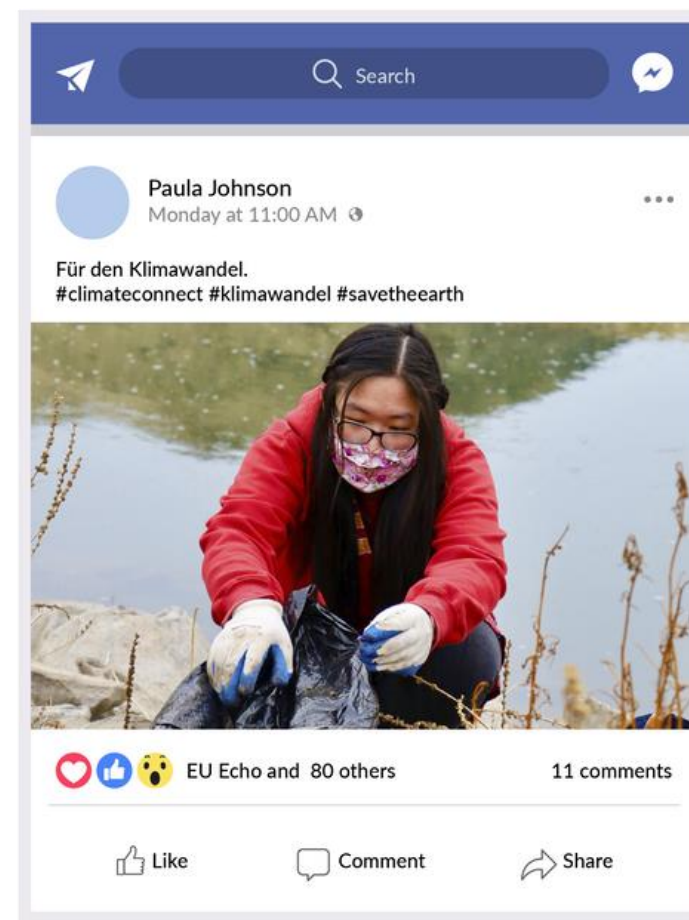 Search
Paula Johnson
Monday at 11:00 AM
Für den Klimawandel.
#climateconnect #klimawandel #savetheearth
EU Echo and 80 others
11 comments
Like
Comment
Share